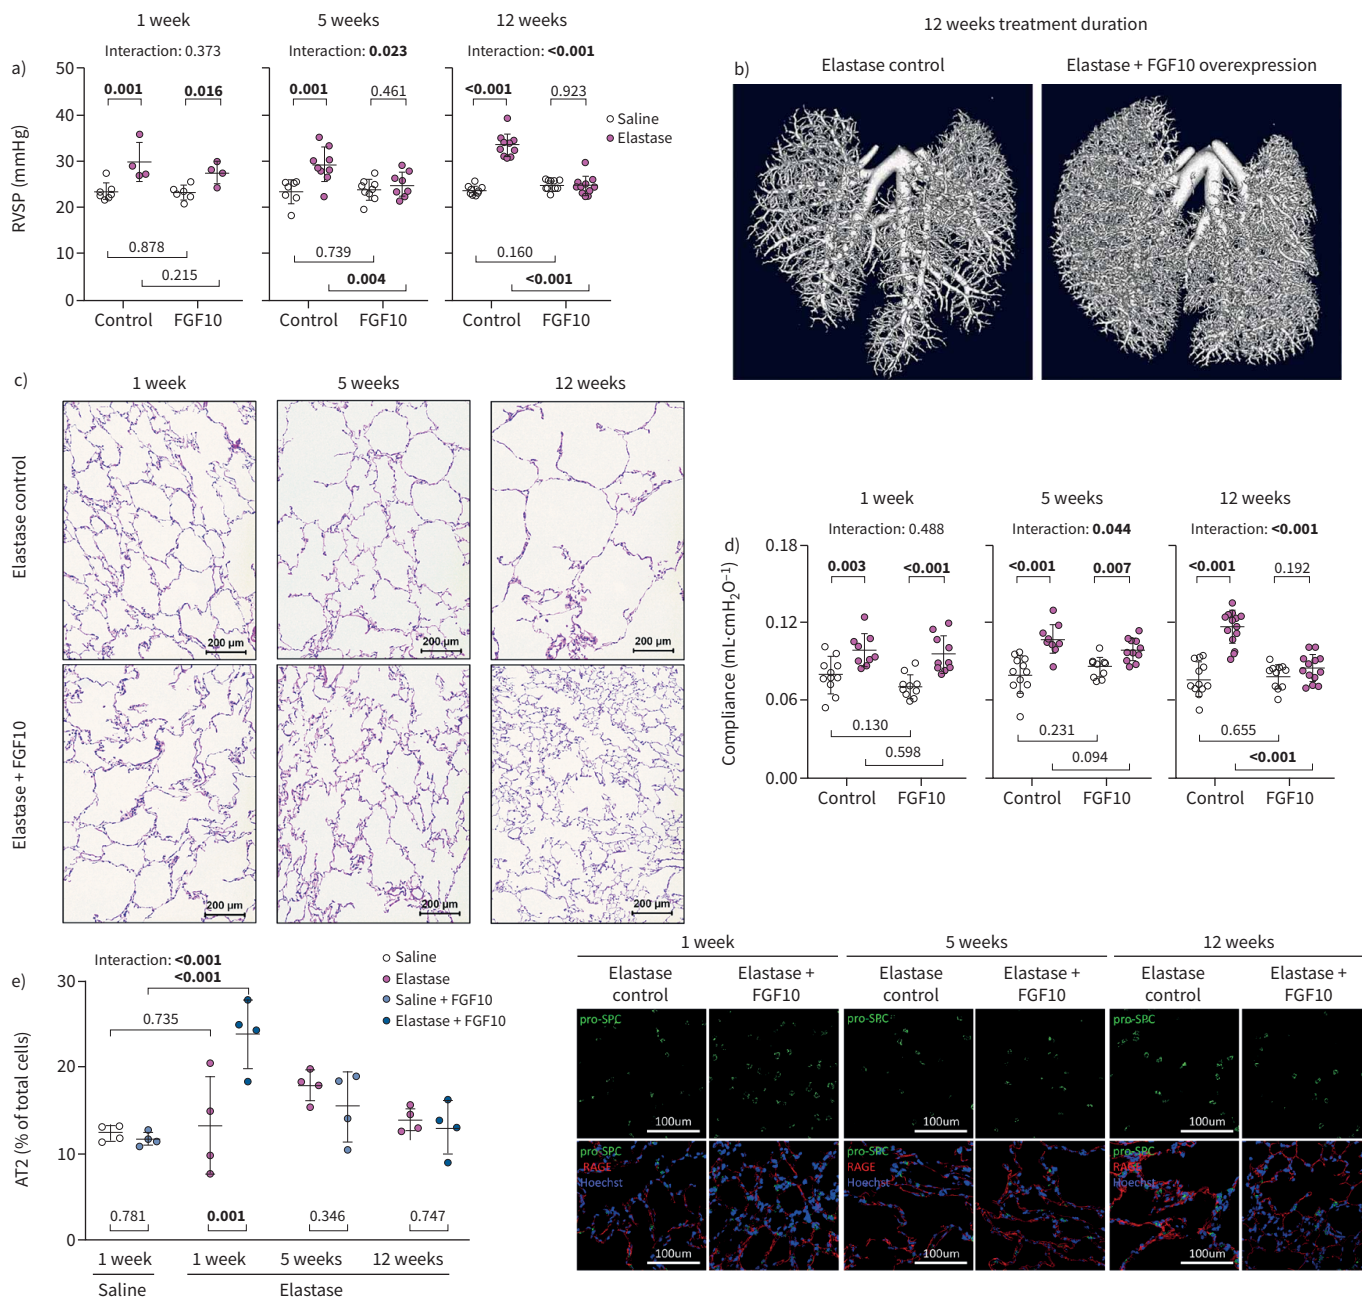 1 week
5 weeks
12 weeks
Interaction: 0.373
Interaction: 0.023
Interaction: <0.001
a)
RVSP (mmHg)
50
40
30
20
10
0
0.001
0.016
0.878
0.215
Control
FGF10
0.001
0.461
0.739
0.004
Control
FGF10
<0.001
0.923
0.160
<0.001
Control
FGF10
Saline
Elastase
12 weeks treatment duration
b)
Elastase control
Elastase + FGF10 overexpression
c)
1 week
5 weeks
12 weeks
Elastase control
200 µm
200 µm
200 µm
Elastase + FGF10
200 µm
200 µm
200 µm
1 week
5 weeks
12 weeks
Interaction: 0.488
Interaction: 0.044
Interaction: <0.001
d)
Compliance (mL·cmH₂O⁻¹)
0.18
0.12
0.06
0.00
0.003
<0.001
0.130
0.598
Control
FGF10
<0.001
0.007
0.231
0.094
Control
FGF10
<0.001
0.192
0.655
<0.001
Control
FGF10
e)
Interaction: <0.001
<0.001
AT2 (% of total cells)
30
20
10
0
0.735
0.781
0.001
0.346
0.747
1 week
1 week
5 weeks
12 weeks
Saline
Elastase
Saline
Elastase
Saline + FGF10
Elastase + FGF10
1 week
5 weeks
12 weeks
Elastase
control
Elastase +
FGF10
Elastase
control
Elastase +
FGF10
Elastase
control
Elastase +
FGF10
pro-SPC
100um
pro-SPC
100um
pro-SPC
100um
pro-SPC
RAGE
Hoechst
100um
pro-SPC
RAGE
Hoechst
100um
pro-SPC
RAGE
Hoechst
100um